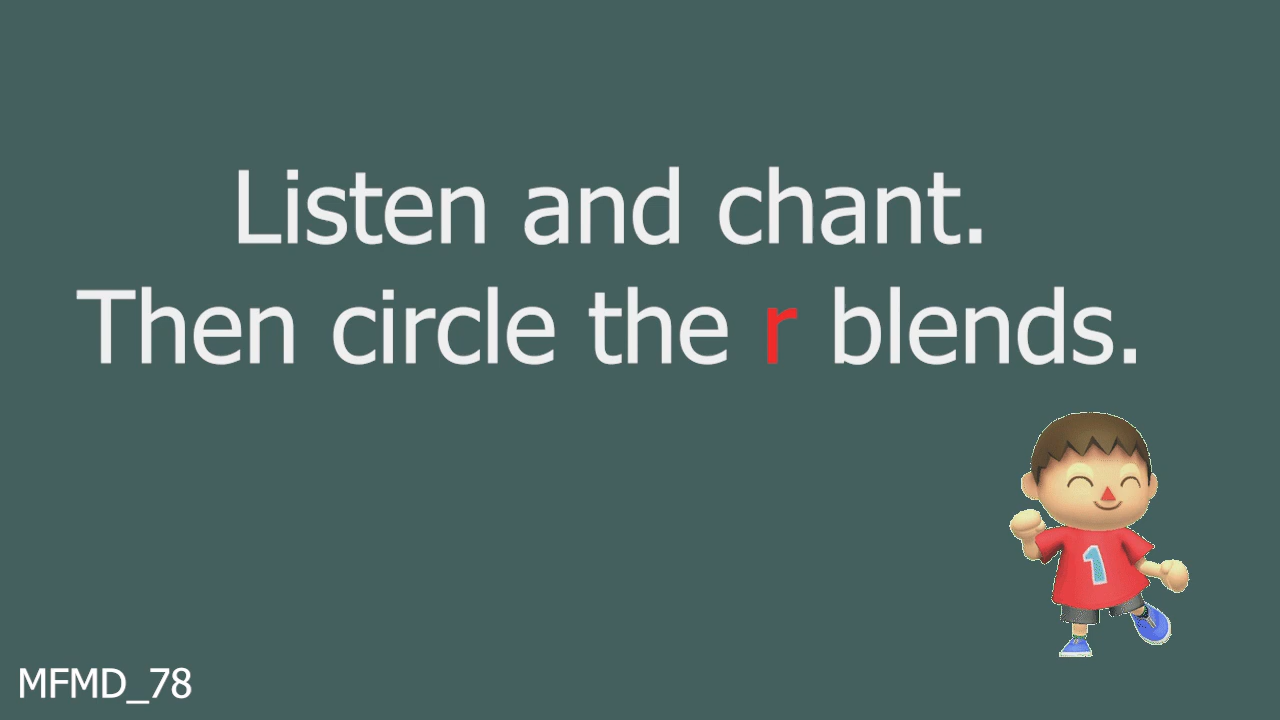 Listen and chant.
Then circle the r blends.
1
MFMD_78